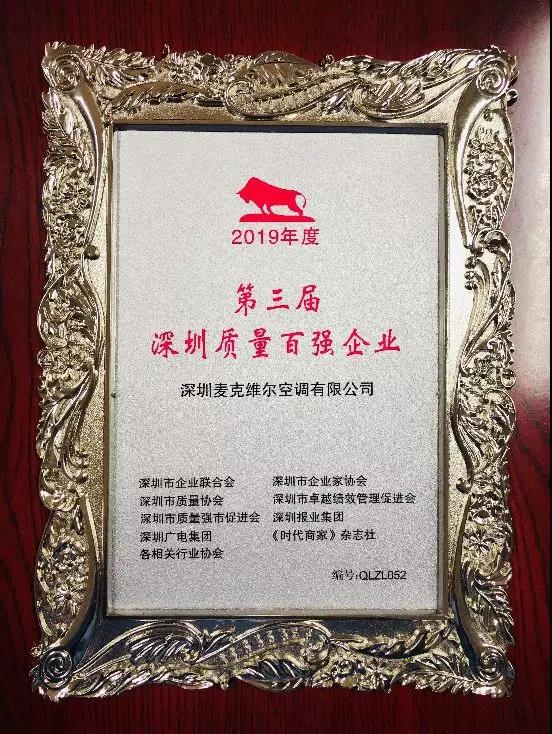 2019年度
第三届
深圳质量百强企业
深圳麦克维尔空调有限公司
深圳市企业联合会 深圳市企业家协会
深圳市质量协会 深圳市卓越绩效管理促进会
深圳市质量强市促进会 深圳报业集团
深圳广电集团 《时代商家》杂志社
各相关行业协会
编号:QLZL052